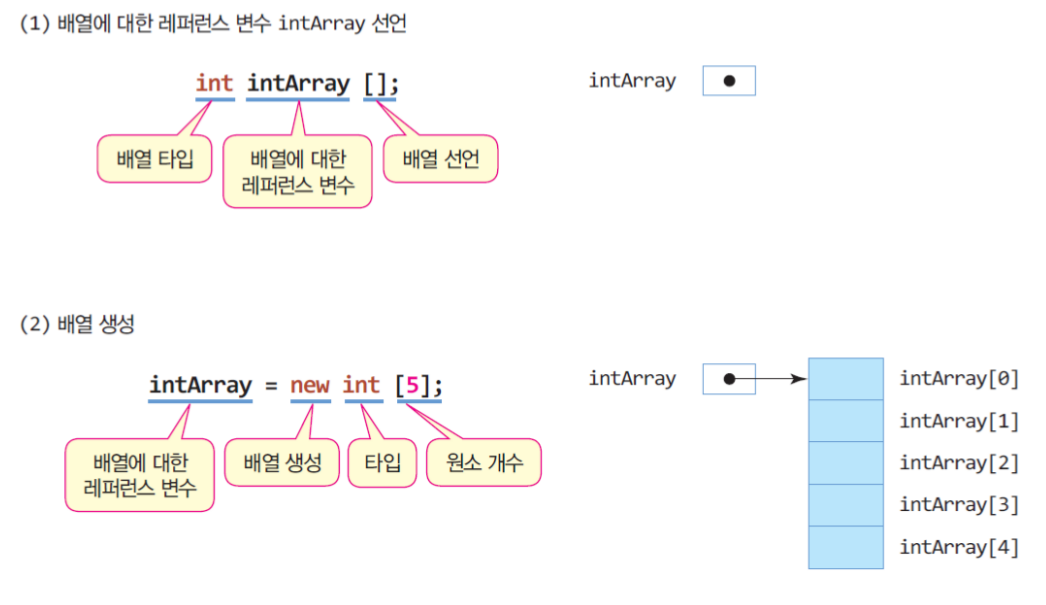 (1) 배열에 대한 레퍼런스 변수 intArray 선언
int intArray [];
intArray
배열 타입
배열에 대한
레퍼런스 변수
배열 선언
(2) 배열 생성
intArray = new int [5];
intArray
배열에 대한
레퍼런스 변수
배열 생성
타입
원소 개수
intArray[0]
intArray[1]
intArray[2]
intArray[3]
intArray[4]